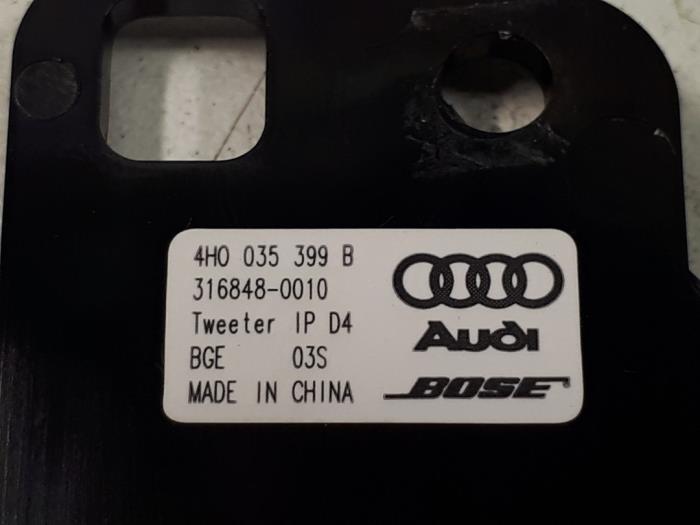 4H0 035 399 B
316848-0010
Tweeter IP D4
BGE 03S
MADE IN CHINA
Audi
BOSE